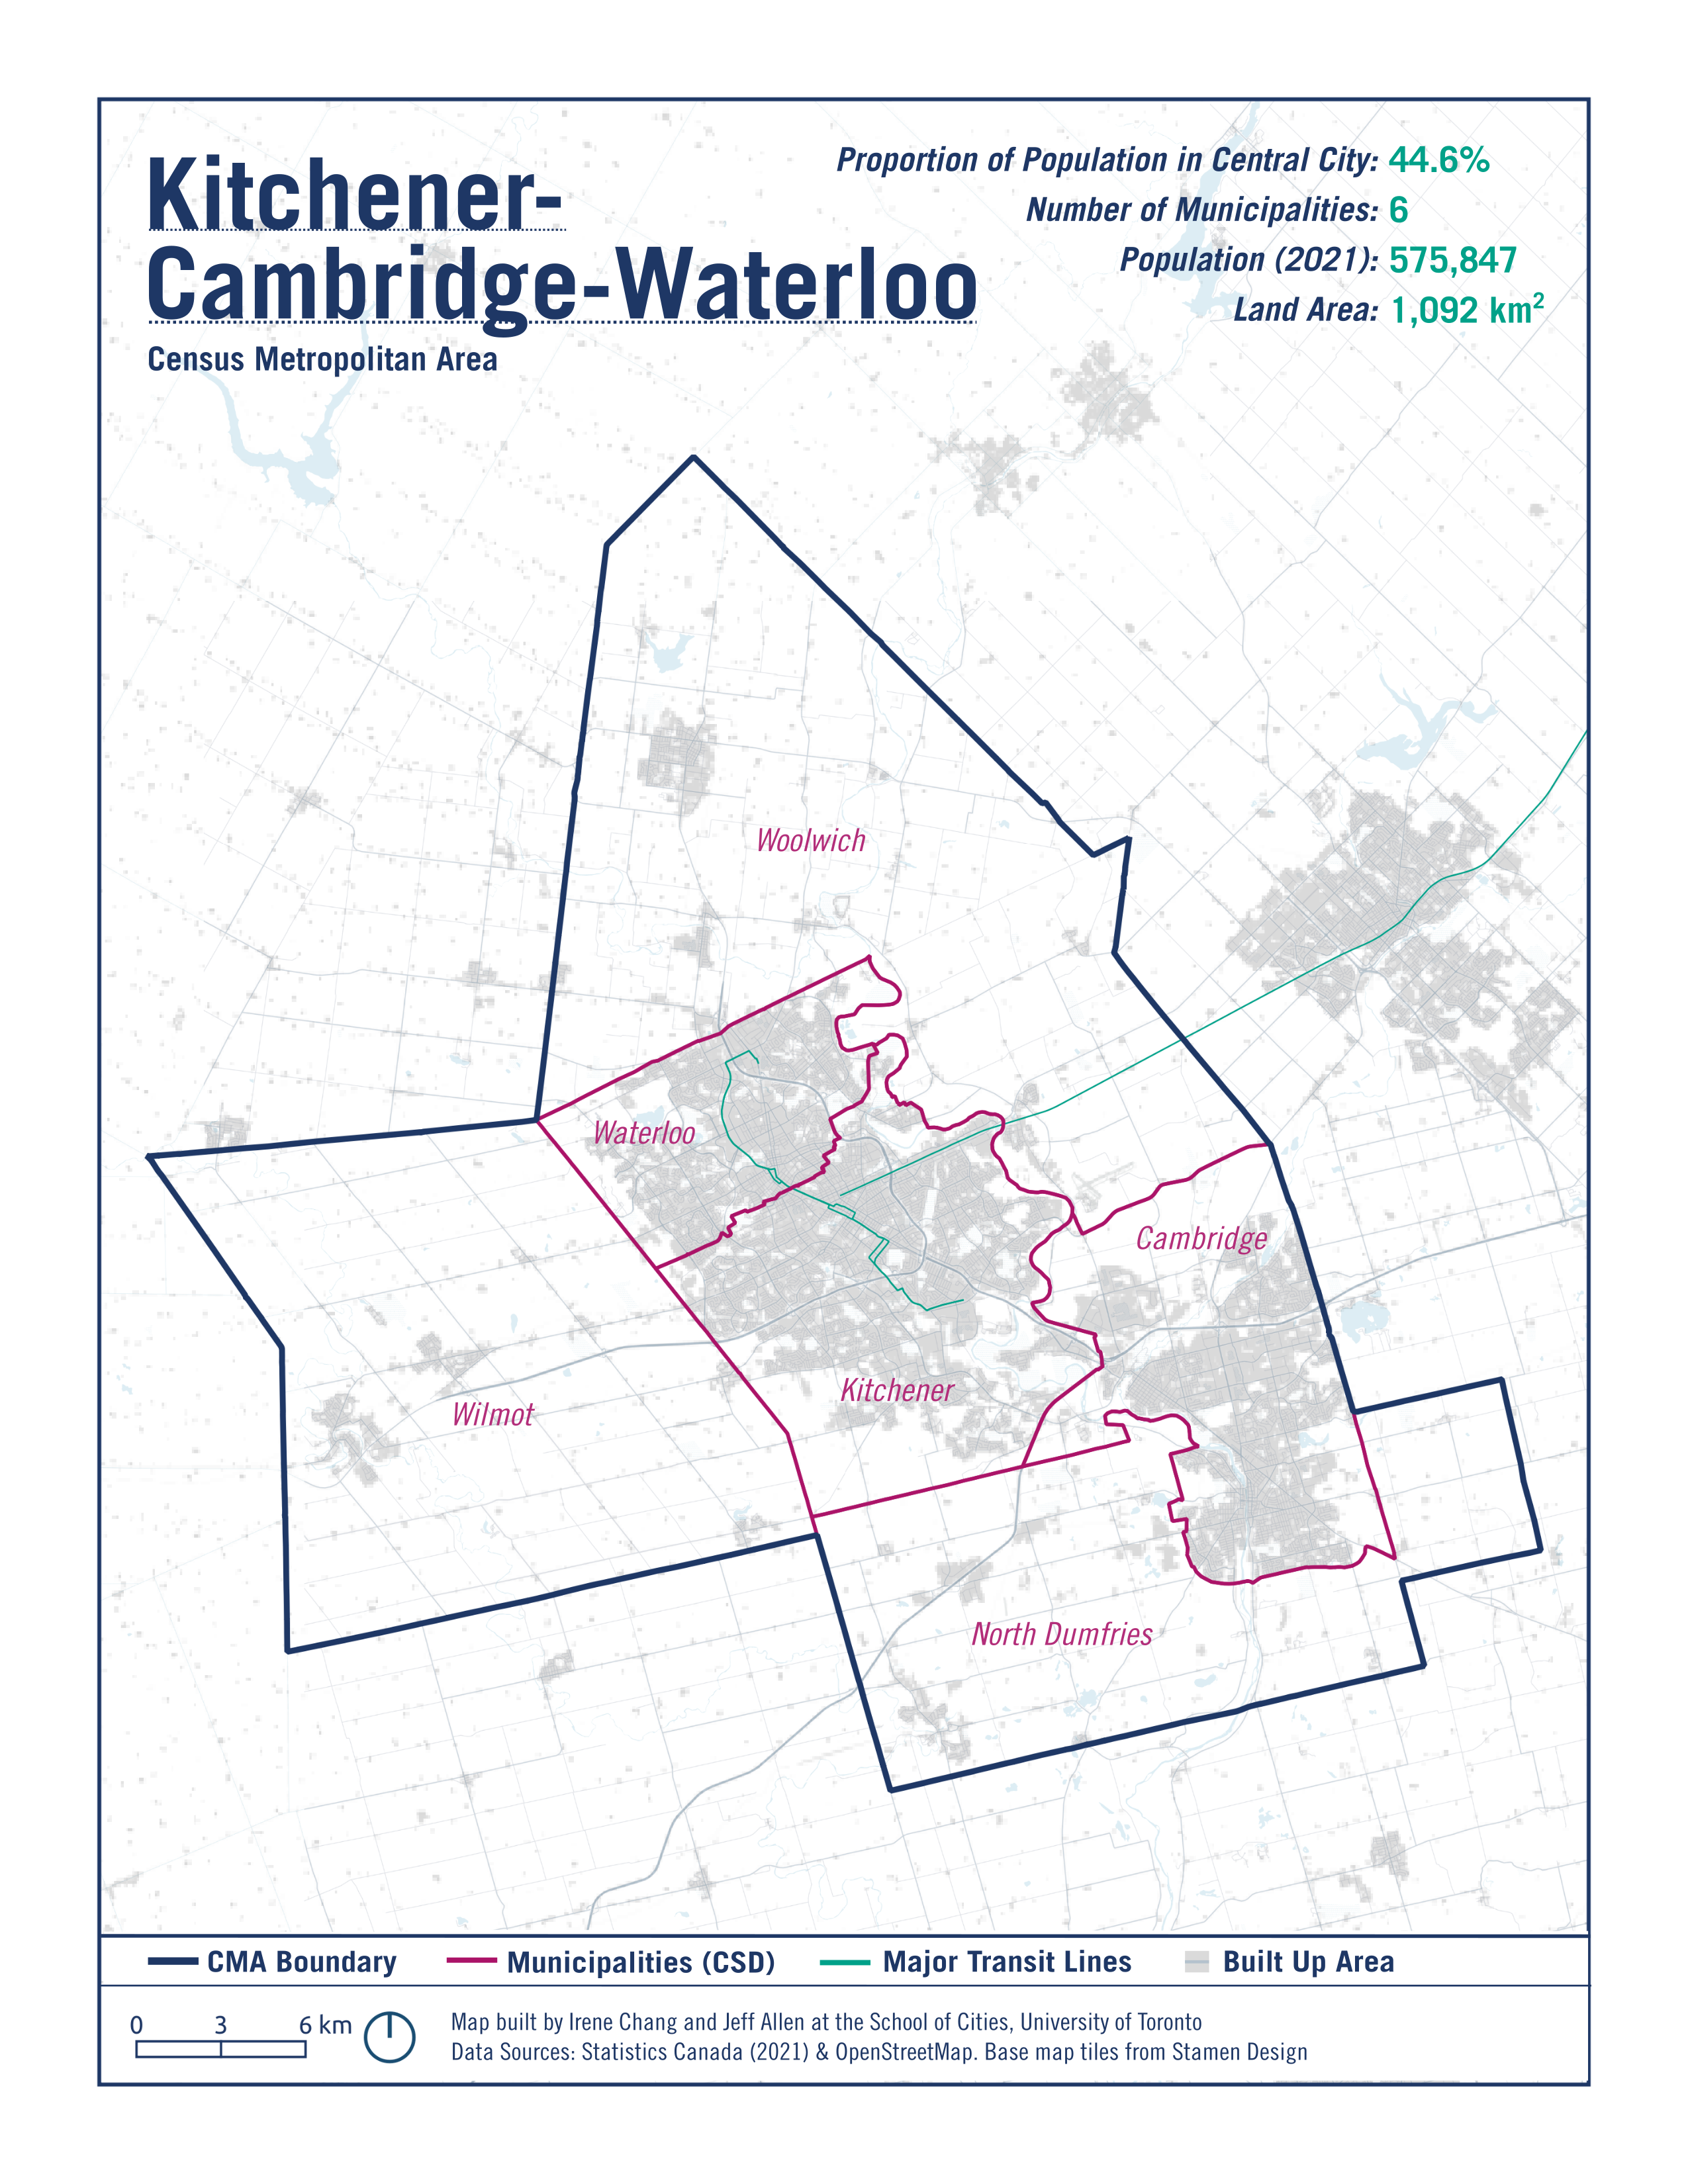 Kitchener-
Cambridge-Waterloo
Census Metropolitan Area
Proportion of Population in Central City: 44.6%
Number of Municipalities: 6
Population (2021): 575,847
Land Area: 1,092 km²
Woolwich
Waterloo
Cambridge
Kitchener
Wilmot
North Dumfries
CMA Boundary
Municipalities (CSD)
Major Transit Lines
Built Up Area
0 3 6 km
Map built by Irene Chang and Jeff Allen at the School of Cities, University of Toronto
Data Sources: Statistics Canada (2021) & OpenStreetMap. Base map tiles from Stamen Design